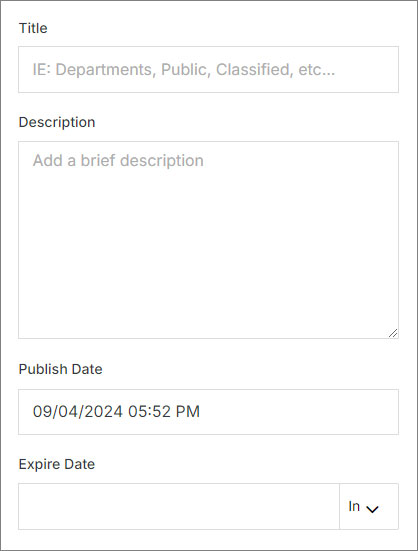 Title
IE: Departments, Public, Classified, etc...
Description
Add a brief description
Publish Date
09/04/2024 05:52 PM
Expire Date
In